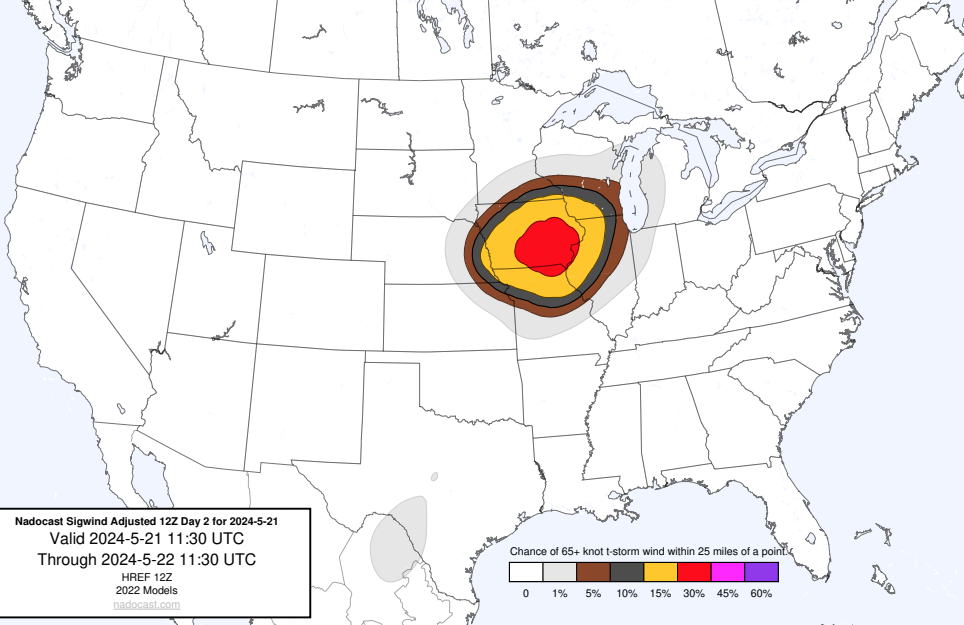 Nadocast Sigwind Adjusted 12Z Day 2 for 2024-5-21
Valid 2024-5-21 11:30 UTC
Through 2024-5-22 11:30 UTC
HREF 12Z
2022 Models
nadocast.com
Chance of 65+ knot t-storm wind within 25 miles of a point.
0 1% 5% 10% 15% 30% 45% 60%